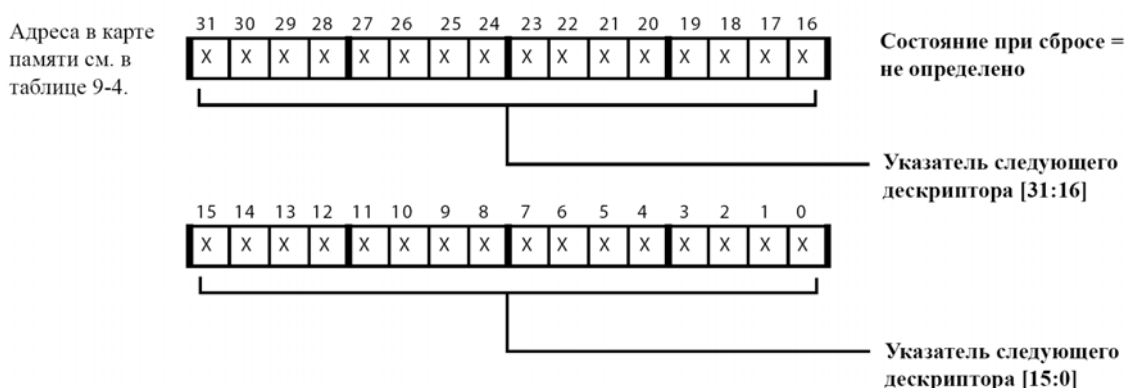 Адреса в карте
памяти см. в
таблице 9-4.
31 30 29 28 27 26 25 24 23 22 21 20 19 18 17 16
X X X X X X X X X X X X X X X X
Состояние при сбросе =
не определено
Указатель следующего
дескриптора [31:16]
15 14 13 12 11 10 9 8 7 6 5 4 3 2 1 0
X X X X X X X X X X X X X X X X
Указатель следующего
дескриптора [15:0]